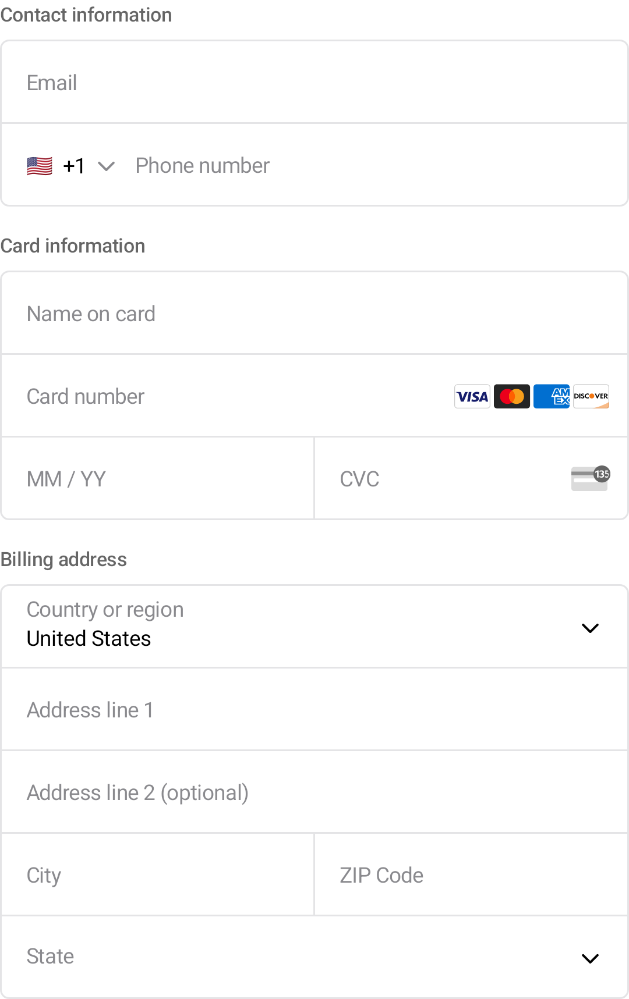 Contact information
Email
+1 Phone number
Card information
Name on card
Card number VISA AM EX DISCOVER
MM / YY CVC 135
Billing address
Country or region
United States
Address line 1
Address line 2 (optional)
City ZIP Code
State